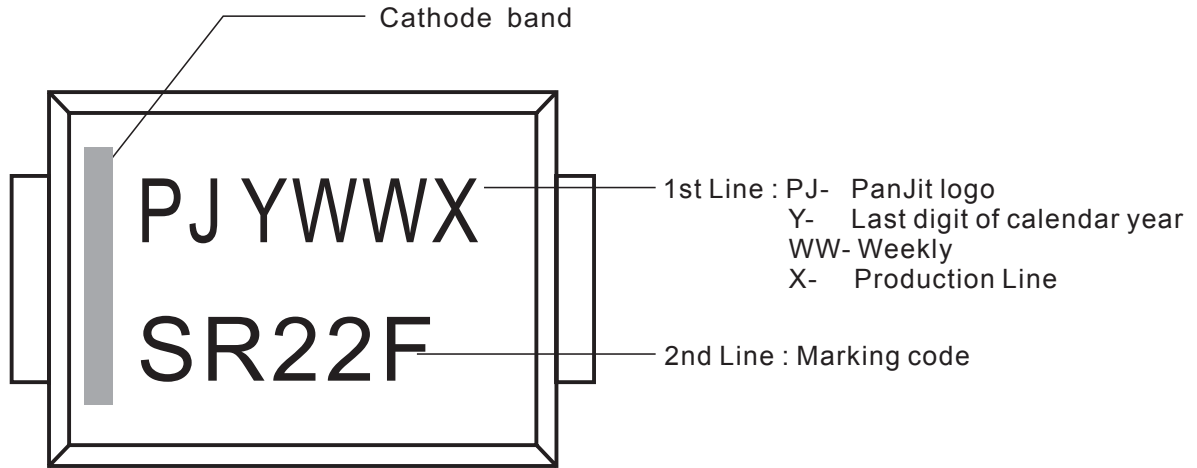 Cathode band
PJ YWWX
1st Line : PJ- PanJit logo
Y- Last digit of calendar year
WW- Weekly
X- Production Line
SR22F
2nd Line : Marking code